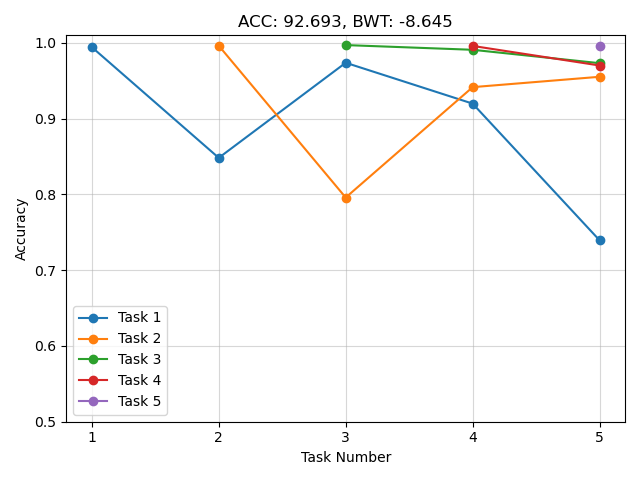 ACC: 92.693, BWT: -8.645
1.0
0.9
0.8
0.7
0.6
0.5
Accuracy
Task 1
Task 2
Task 3
Task 4
Task 5
1 2 3 4 5
Task Number